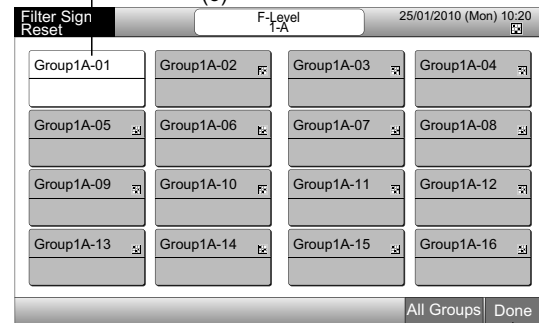 Filter Sign
Reset
F-Level
1-A
25/01/2010 (Mon) 10:20
Group1A-01
Group1A-02
Group1A-03
Group1A-04
Group1A-05
Group1A-06
Group1A-07
Group1A-08
Group1A-09
Group1A-10
Group1A-11
Group1A-12
Group1A-13
Group1A-14
Group1A-15
Group1A-16
All Groups
Done